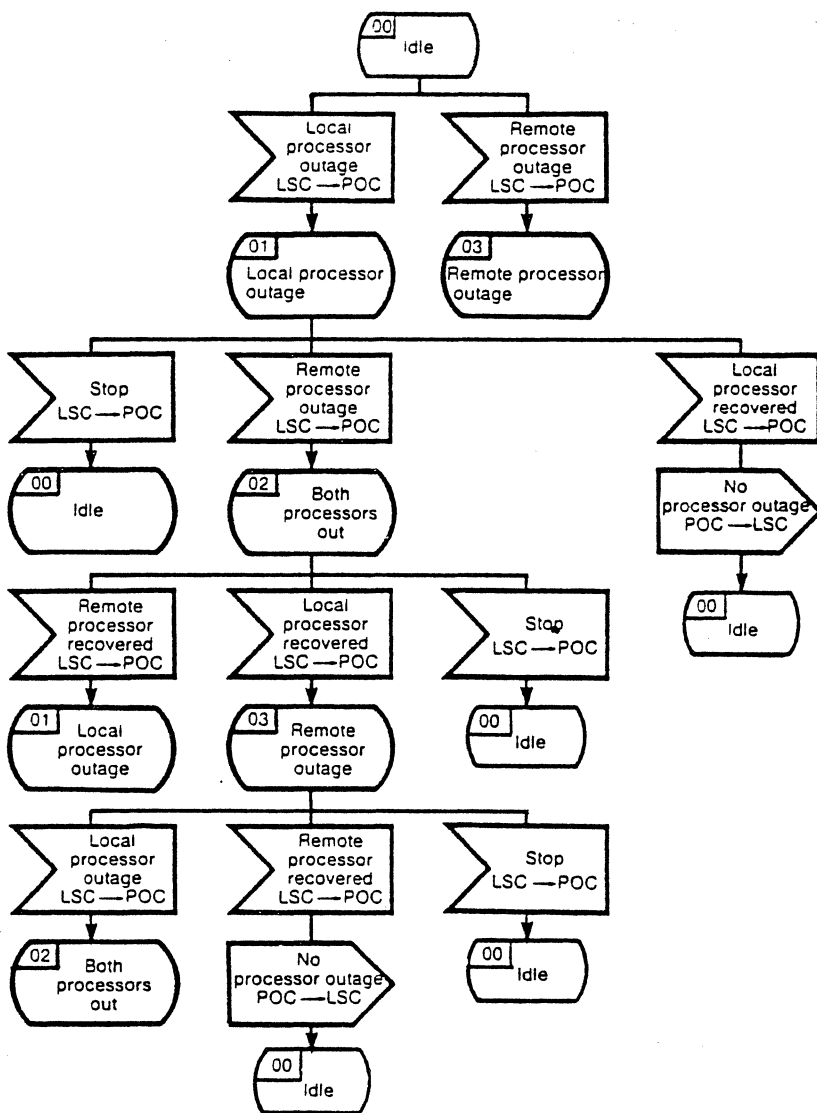 00
Idle
Local
processor
outage
LSC → POC
Remote
processor
outage
LSC → POC
01
Local processor
outage
03
Remote processor
outage
Stop
LSC → POC
Remote
processor
outage
LSC → POC
Local
processor
recovered
LSC → POC
00
Idle
02
Both
processors
out
No
processor outage
POC → LSC
00
Idle
Remote
processor
recovered
LSC → POC
Local
processor
recovered
LSC → POC
Stop
LSC → POC
01
Local
processor
outage
03
Remote
processor
outage
00
Idle
Local
processor
outage
LSC → POC
Remote
processor
recovered
LSC → POC
Stop
LSC → POC
02
Both
processors
out
No
processor outage
POC → LSC
00
Idle
00
Idle